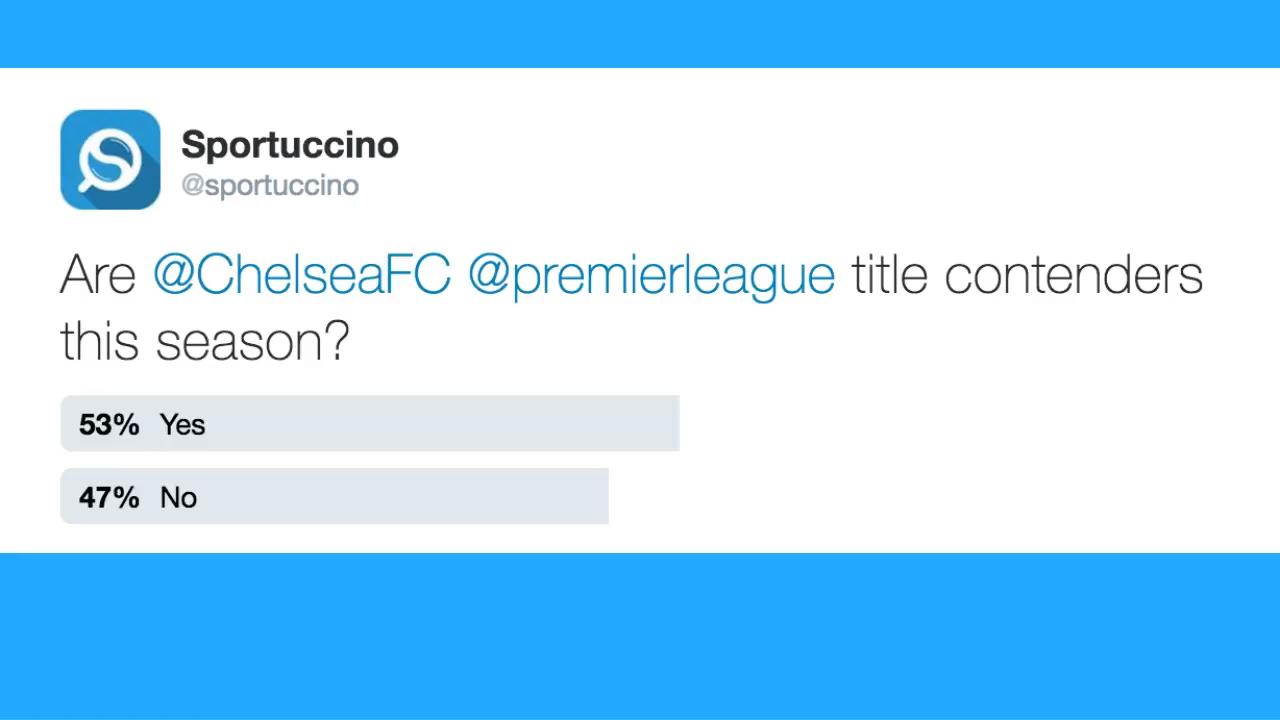 Sportuccino
@sportuccino
Are @ChelseaFC @premierleague title contenders
this season?
53% Yes
47% No